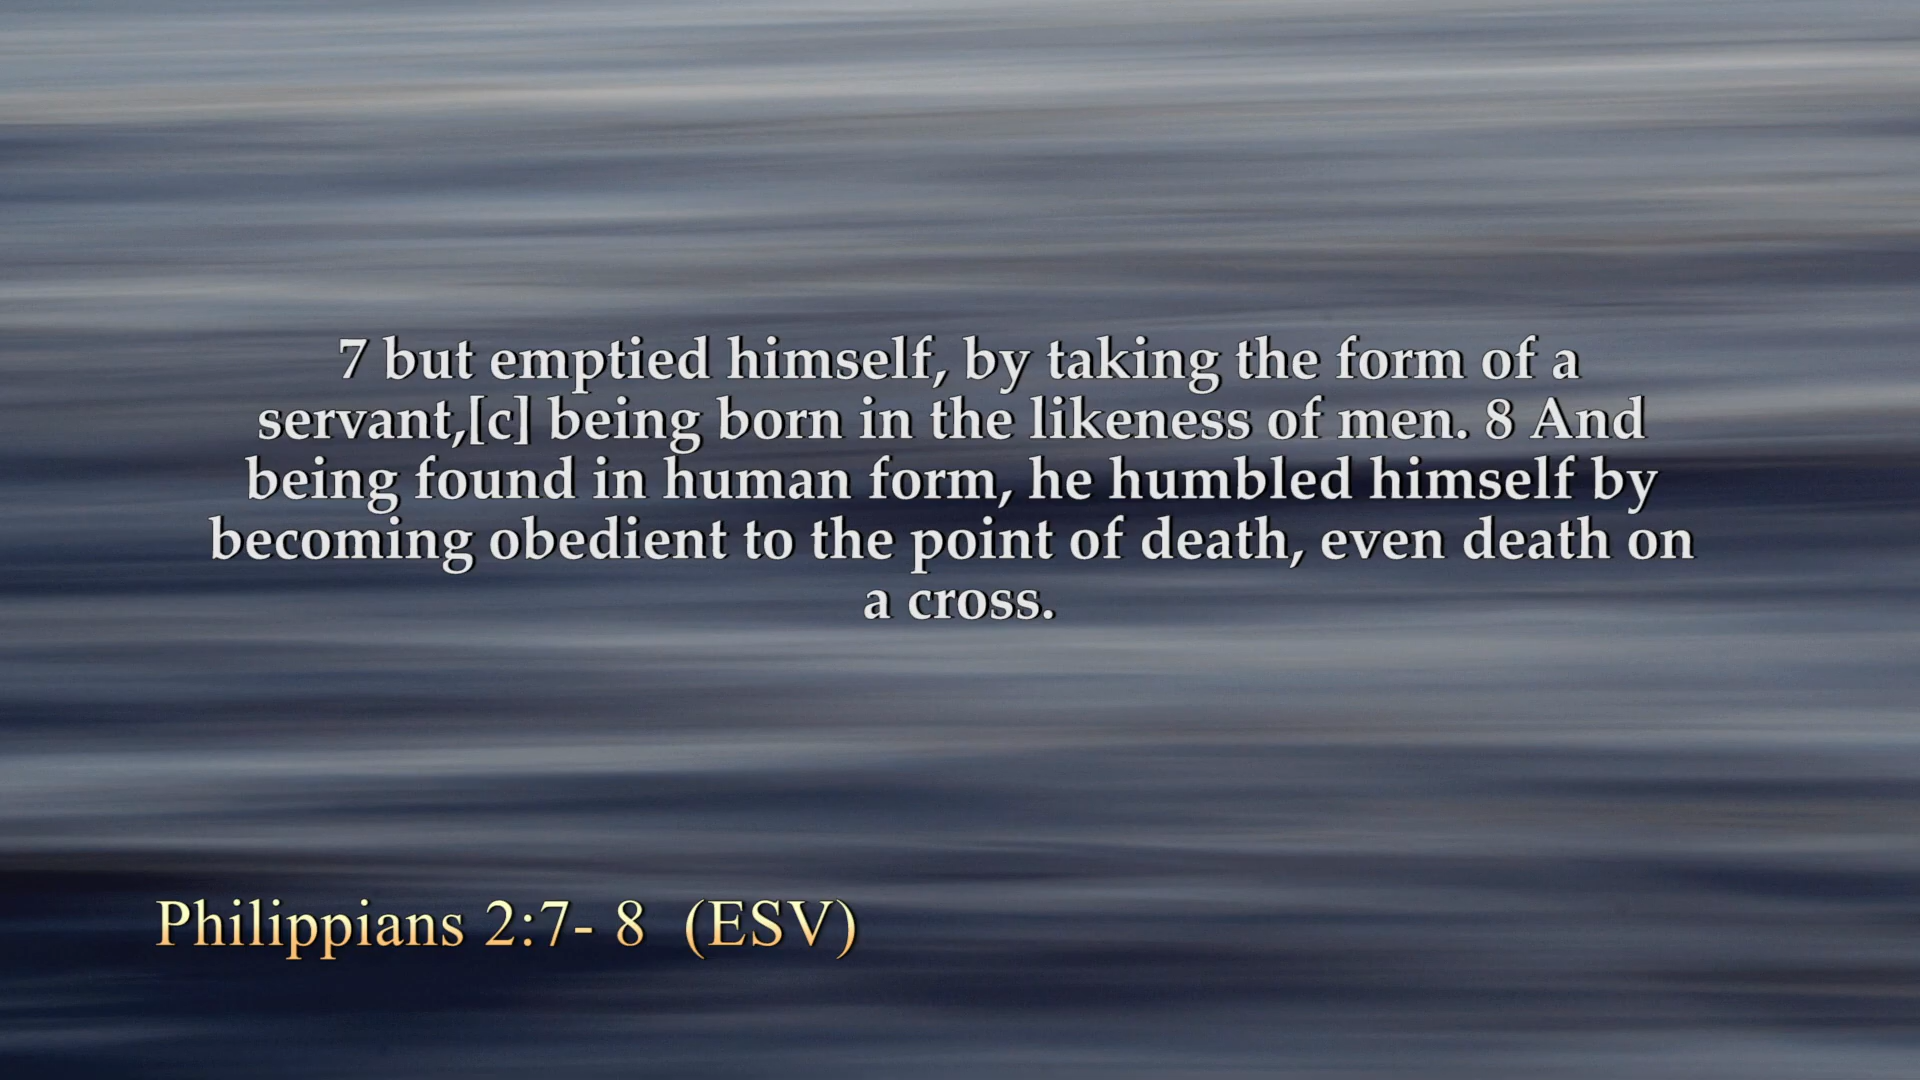 7 but emptied himself, by taking the form of a
servant,[c] being born in the likeness of men. 8 And
being found in human form, he humbled himself by
becoming obedient to the point of death, even death on
a cross.
Philippians 2:7- 8  (ESV)